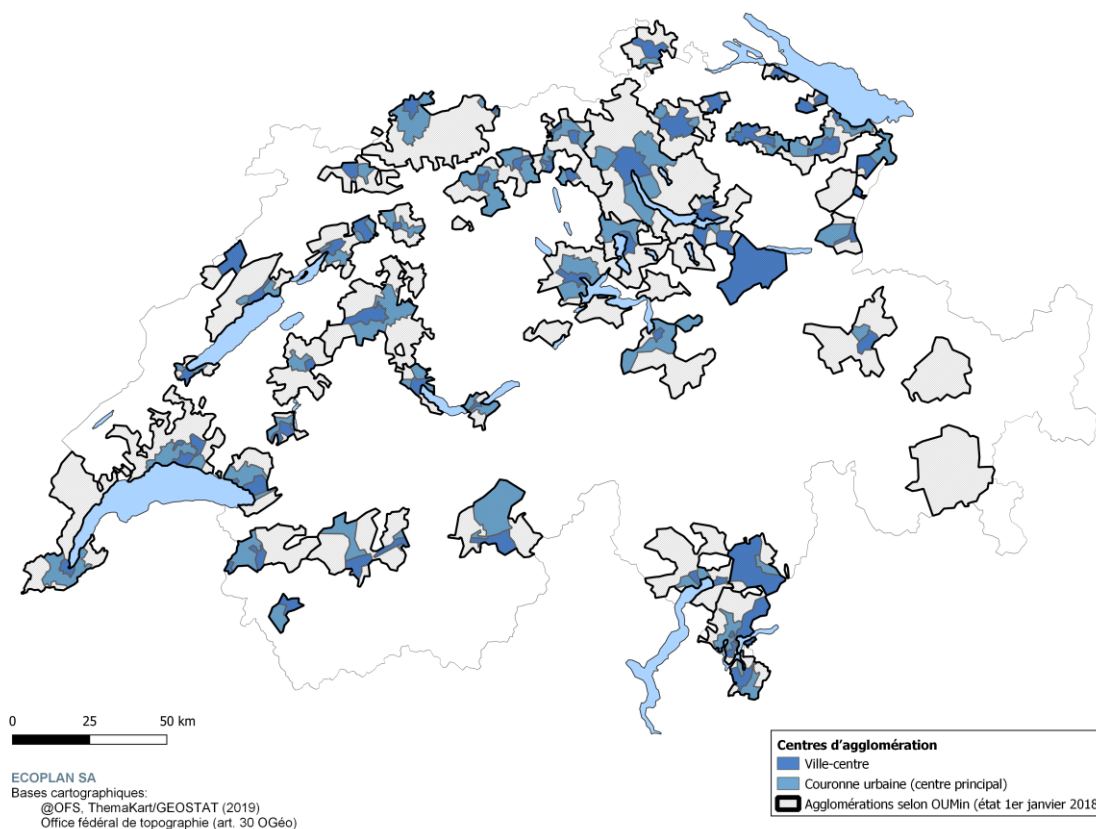 0 25 50 km
ECOPLAN SA
Bases cartographiques:
@OFS, ThemaKart/GEOSTAT (2019)
Office fédéral de topographie (art. 30 OGéo)
Centres d'agglomération
Ville-centre
Couronne urbaine (centre principal)
Agglomérations selon OUMin (état 1er janvier 2018